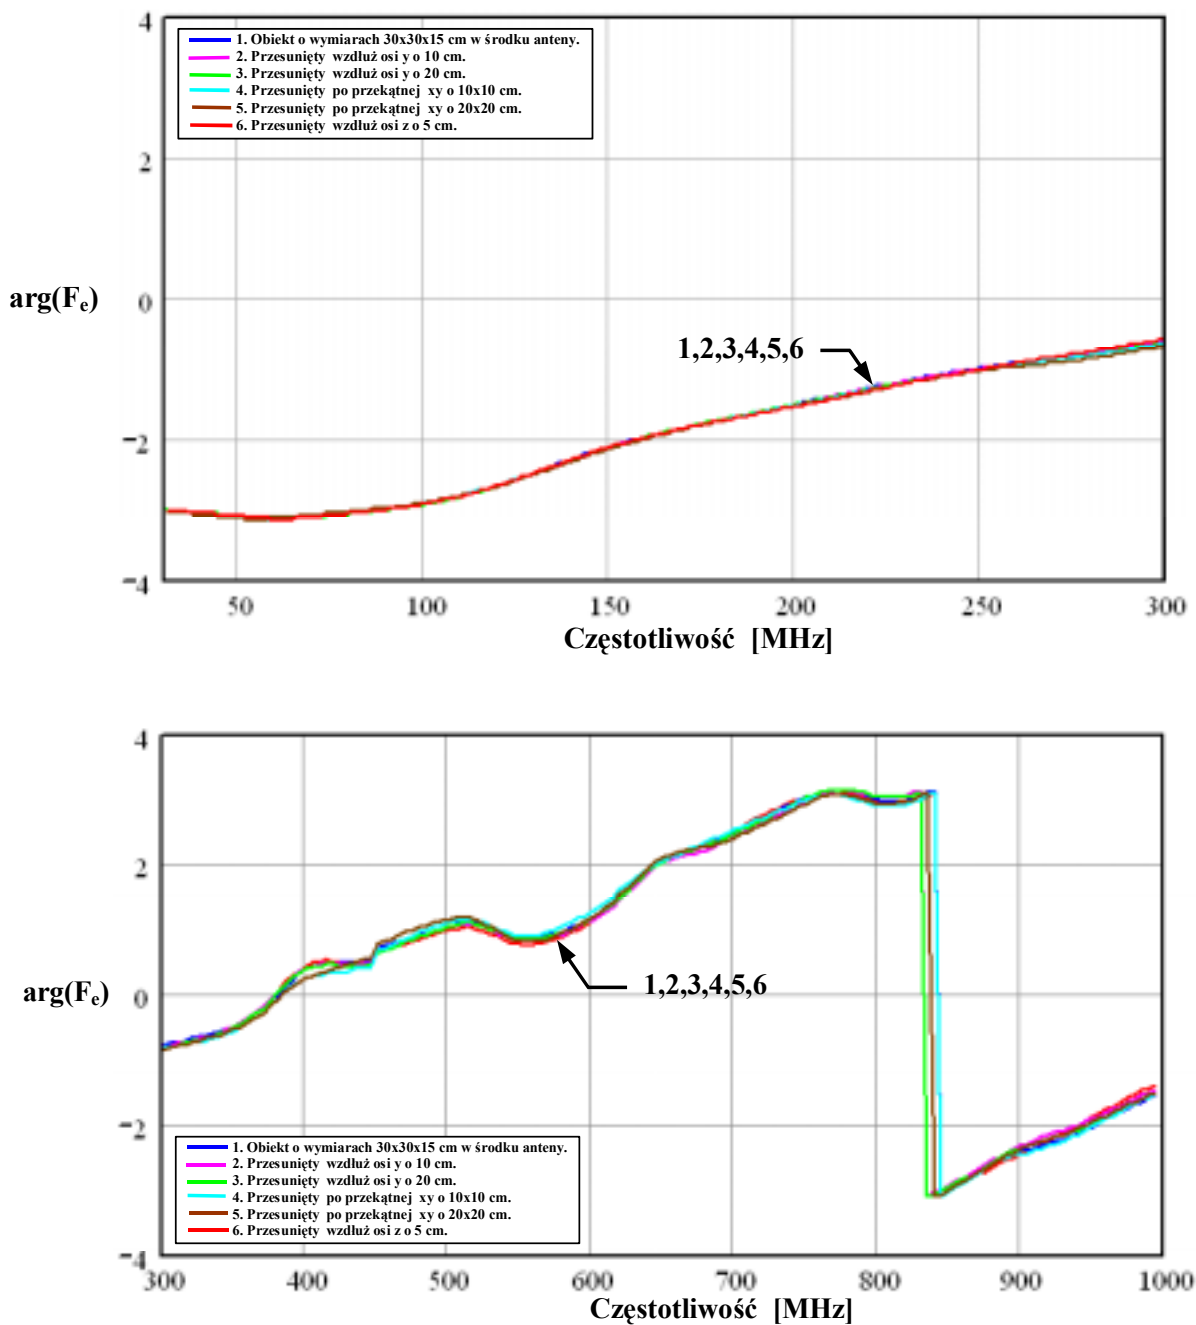 4
1. Obiekt o wymiarach 30x30x15 cm w środku anteny.
2. Przesunięty wzdłuż osi y o 10 cm.
3. Przesunięty wzdłuż osi y o 20 cm.
4. Przesunięty po przekątnej xy o 10x10 cm.
5. Przesunięty po przekątnej xy o 20x20 cm.
6. Przesunięty wzdłuż osi z o 5 cm.
2
arg(Fₑ)
0
1,2,3,4,5,6
−2
−4
50 100 150 200 250 300
Częstotliwość [MHz]
4
2
1,2,3,4,5,6
arg(Fₑ)
0
−2
1. Obiekt o wymiarach 30x30x15 cm w środku anteny.
2. Przesunięty wzdłuż osi y o 10 cm.
3. Przesunięty wzdłuż osi y o 20 cm.
4. Przesunięty po przekątnej xy o 10x10 cm.
5. Przesunięty po przekątnej xy o 20x20 cm.
6. Przesunięty wzdłuż osi z o 5 cm.
−4
300 400 500 600 700 800 900 1000
Częstotliwość [MHz]